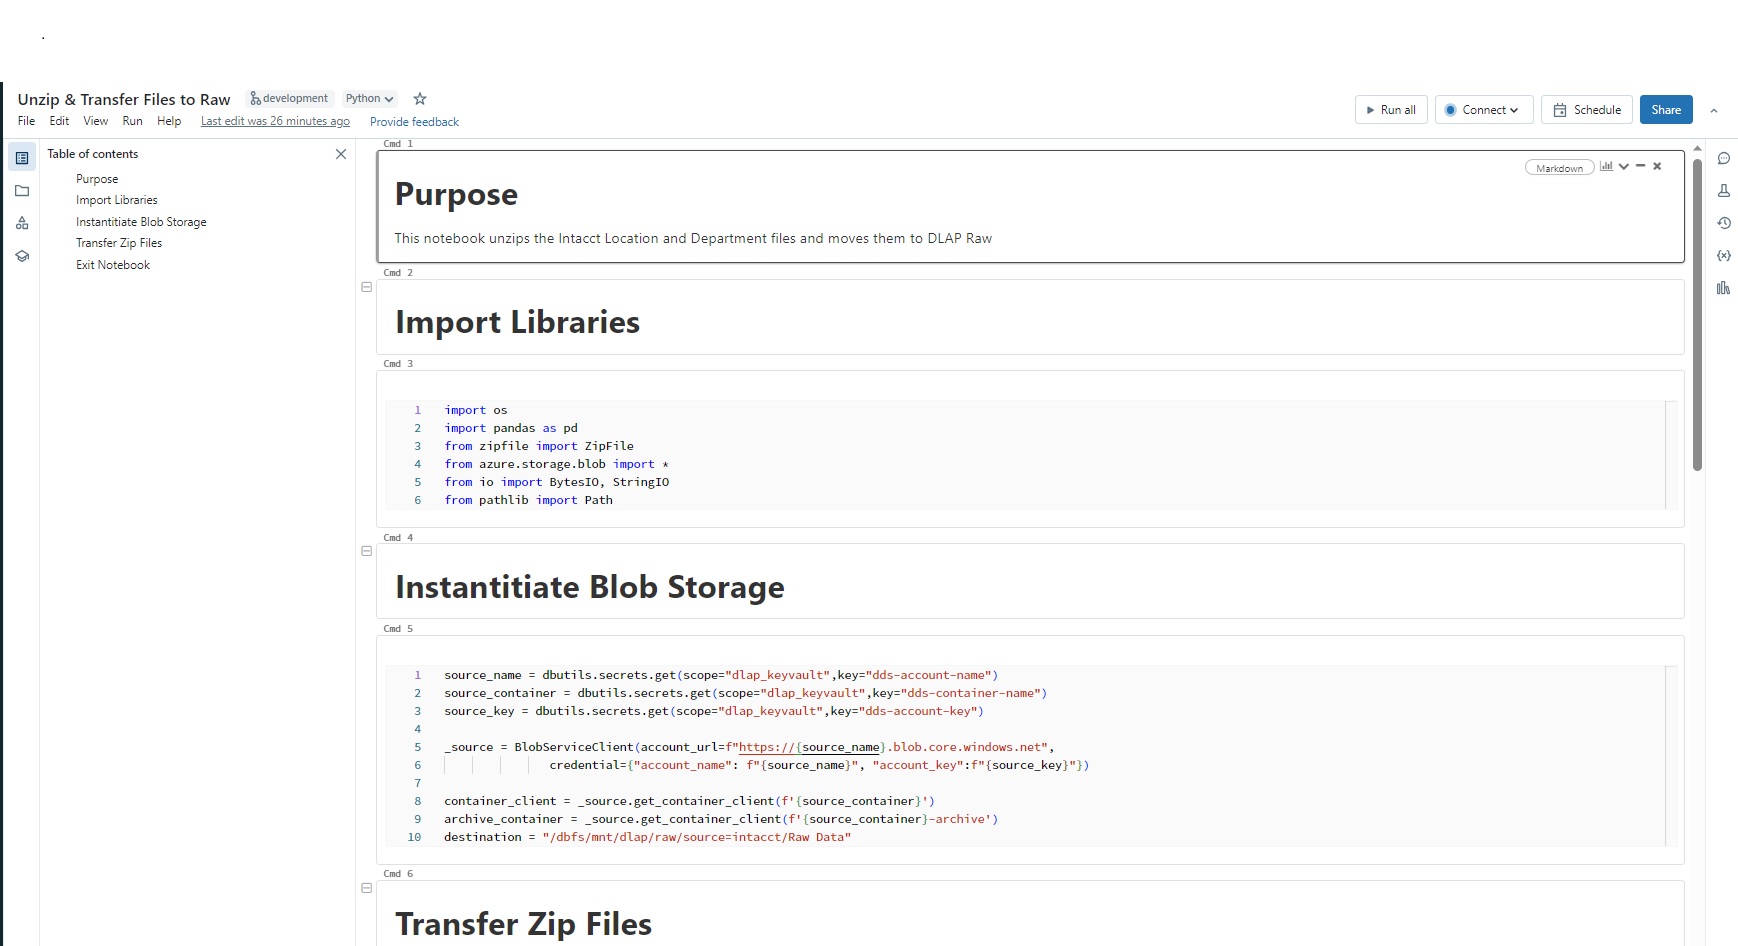 .
Unzip & Transfer Files to Raw development Python
File Edit View Run Help Last edit was 26 minutes ago Provide feedback
Run all Connect Schedule Share
Table of contents
Purpose
Import Libraries
Instantitiate Blob Storage
Transfer Zip Files
Exit Notebook
Cmd 1
Markdown
Purpose
This notebook unzips the Intacct Location and Department files and moves them to DLAP Raw
Cmd 2
Import Libraries
Cmd 3
1 import os
2 import pandas as pd
3 from zipfile import ZipFile
4 from azure.storage.blob import *
5 from io import BytesIO, StringIO
6 from pathlib import Path
Cmd 4
Instantitiate Blob Storage
Cmd 5
1 source_name = dbutils.secrets.get(scope="dlap_keyvault",key="dds-account-name")
2 source_container = dbutils.secrets.get(scope="dlap_keyvault",key="dds-container-name")
3 source_key = dbutils.secrets.get(scope="dlap_keyvault",key="dds-account-key")
4
5 _source = BlobServiceClient(account_url=f"https://{source_name}.blob.core.windows.net",
6 credential={"account_name": f"{source_name}", "account_key":f"{source_key}"})
7
8 container_client = _source.get_container_client(f'{source_container}')
9 archive_container = _source.get_container_client(f'{source_container}-archive')
10 destination = "/dbfs/mnt/dlap/raw/source=intacct/Raw Data"
Cmd 6
Transfer Zip Files